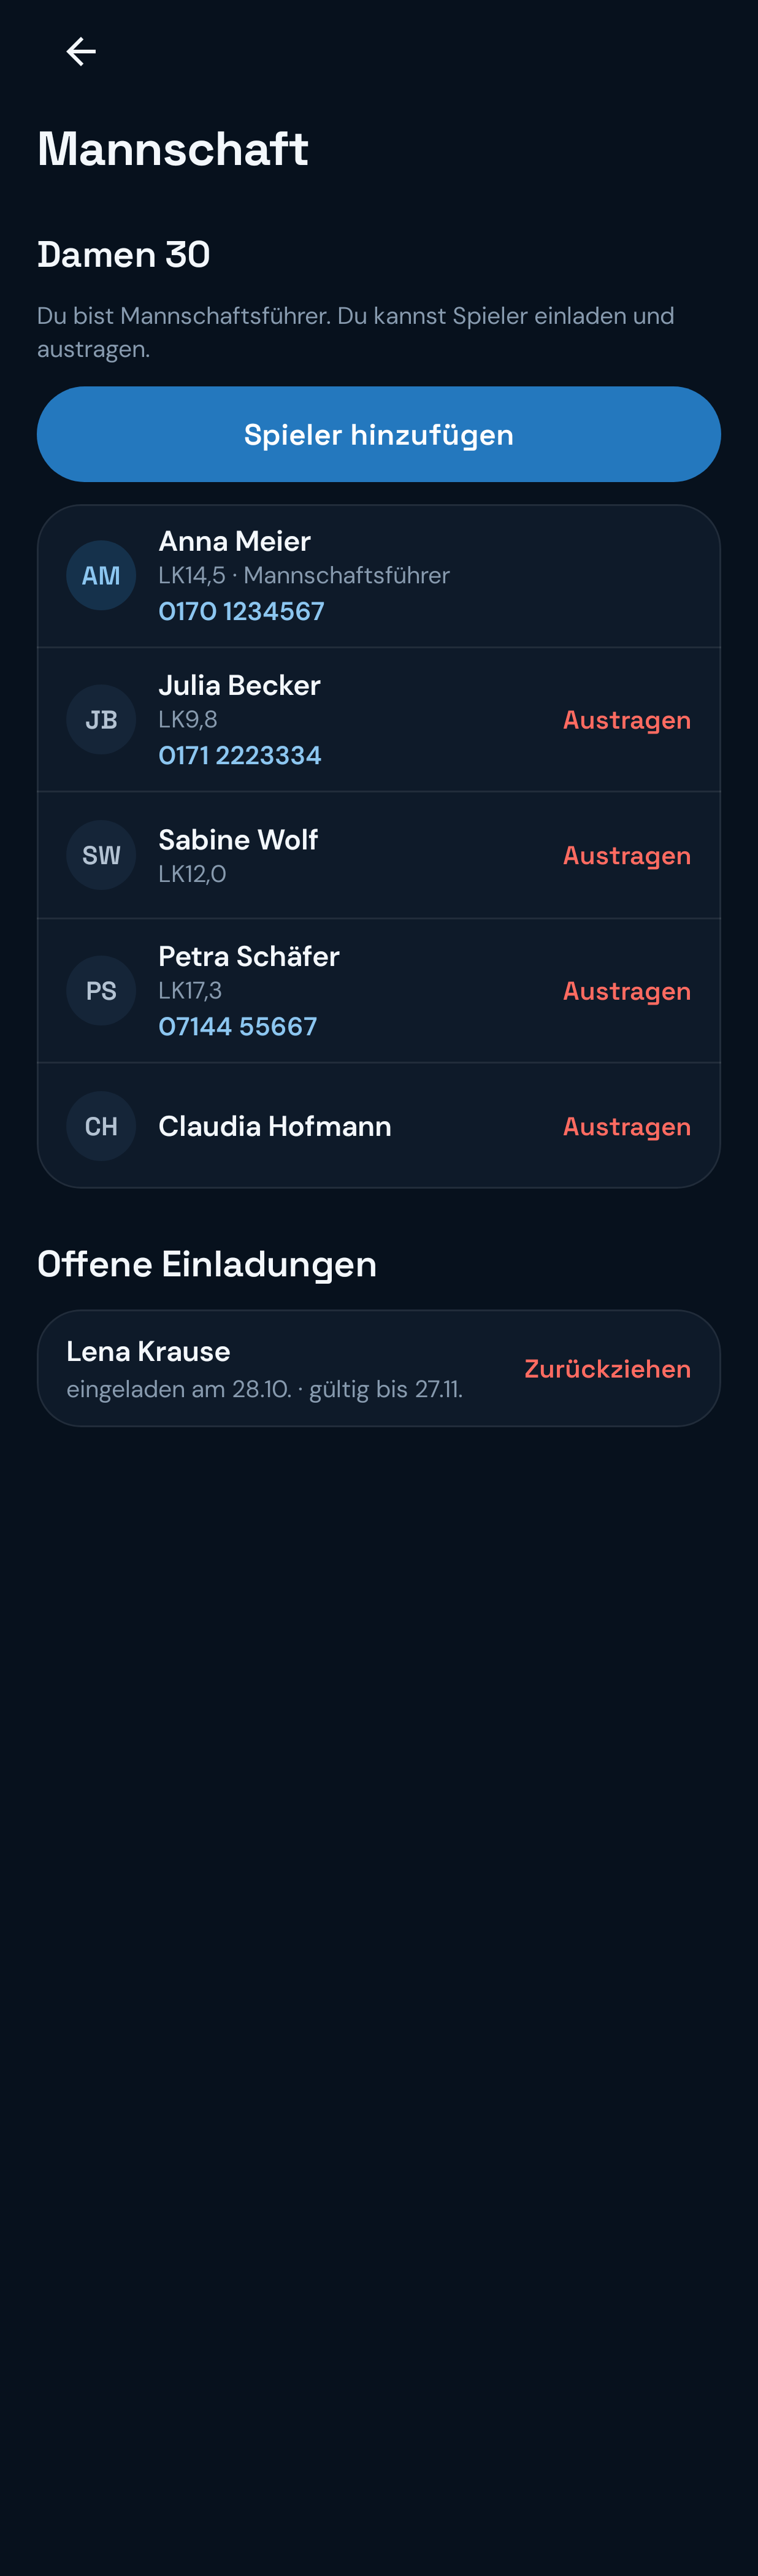 Mannschaft
Damen 30
Du bist Mannschaftsführer. Du kannst Spieler einladen und
austragen.
Spieler hinzufügen
AM
Anna Meier
LK14,5 · Mannschaftsführer
0170 1234567
JB
Julia Becker
LK9,8
0171 2223334
Austragen
SW
Sabine Wolf
LK12,0
Austragen
PS
Petra Schäfer
LK17,3
07144 55667
Austragen
CH
Claudia Hofmann
Austragen
Offene Einladungen
Lena Krause
eingeladen am 28.10. · gültig bis 27.11.
Zurückziehen